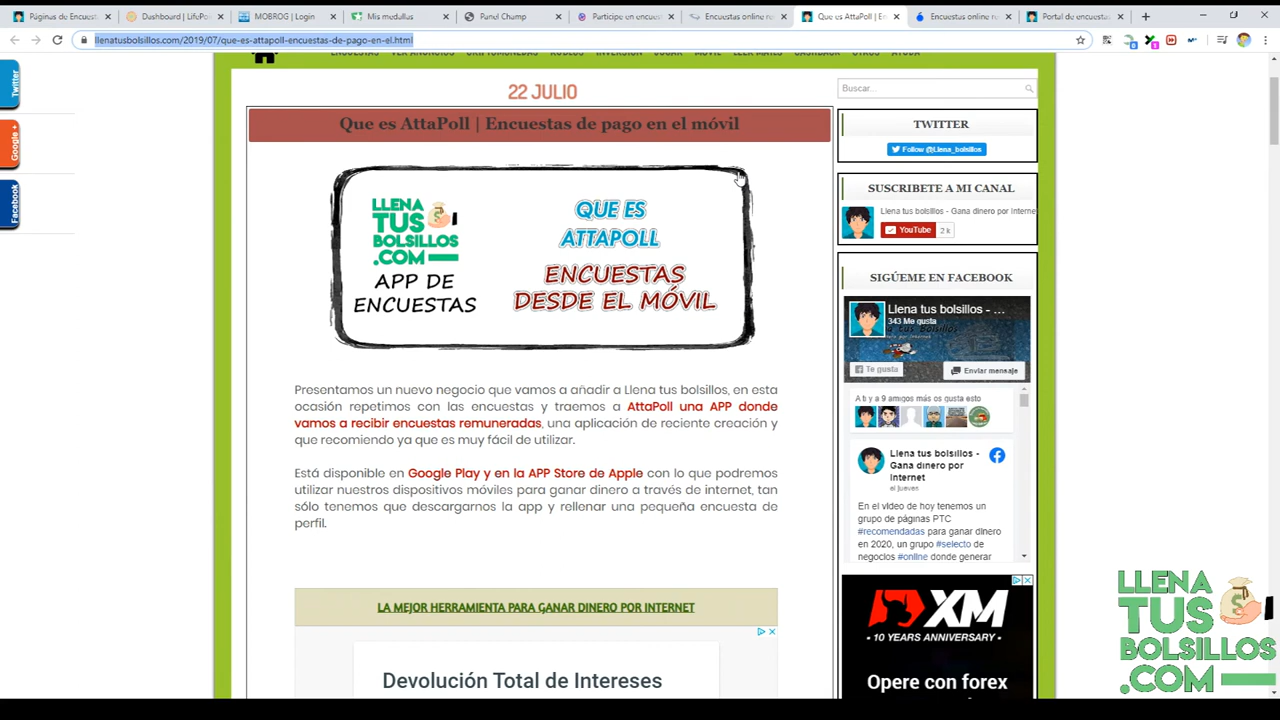 Páginas de Encuest
Dashboard | LifePo
MOBROG | Login
Mis medullas
Panel Champ
Participe en encuest
Encuestas online re
Que es AttaPoll | En
Encuestas online re
Portal de encuestas
llenatusbolsillos.com/2019/07/que-es-attapoll-encuestas-de-pago-en-el.html
Twitter
Google +
Facebook
22 JULIO
Que es AttaPoll | Encuestas de pago en el móvil
LLENA
TUS
BOLSILLOS
.COM
APP DE
ENCUESTAS
QUE ES
ATTAPOLL
ENCUESTAS
DESDE EL MÓVIL
Presentamos un nuevo negocio que vamos a añadir a Llena tus bolsillos, en esta
ocasión repetimos con las encuestas y traemos a AttaPoll una APP donde
vamos a recibir encuestas remuneradas, una aplicación de reciente creación y
que recomiendo ya que es muy fácil de utilizar.
Está disponible en Google Play y en la APP Store de Apple con lo que podremos
utilizar nuestros dispositivos móviles para ganar dinero a través de internet, tan
sólo tenemos que descargarnos la app y rellenar una pequeña encuesta de
perfil.
LA MEJOR HERRAMIENTA PARA GANAR DINERO POR INTERNET
Devolución Total de Intereses
Buscar...
TWITTER
Follow @Llena_bolsillos
SUSCRIBETE A MI CANAL
Llena tus bolsillos - Gana dinero por Interne
YouTube 2 k
SIGÚEME EN FACEBOOK
Llena tus bolsillos - ...
343 Me gusta
Te gusta
Enviar mensaje
A ti y a 9 amigos más os gusta esto
Llena tus bolsillos -
Gana dinero por
Internet
el jueves
En el vídeo de hoy tenemos un
grupo de páginas PTC
#recomendadas para ganar dinero
en 2020, un grupo #selecto de
negocios #online donde generar
XM
- 10 YEARS ANNIVERSARY -
Opere con forex
LLENA
TUS
BOLSILLOS
.COM